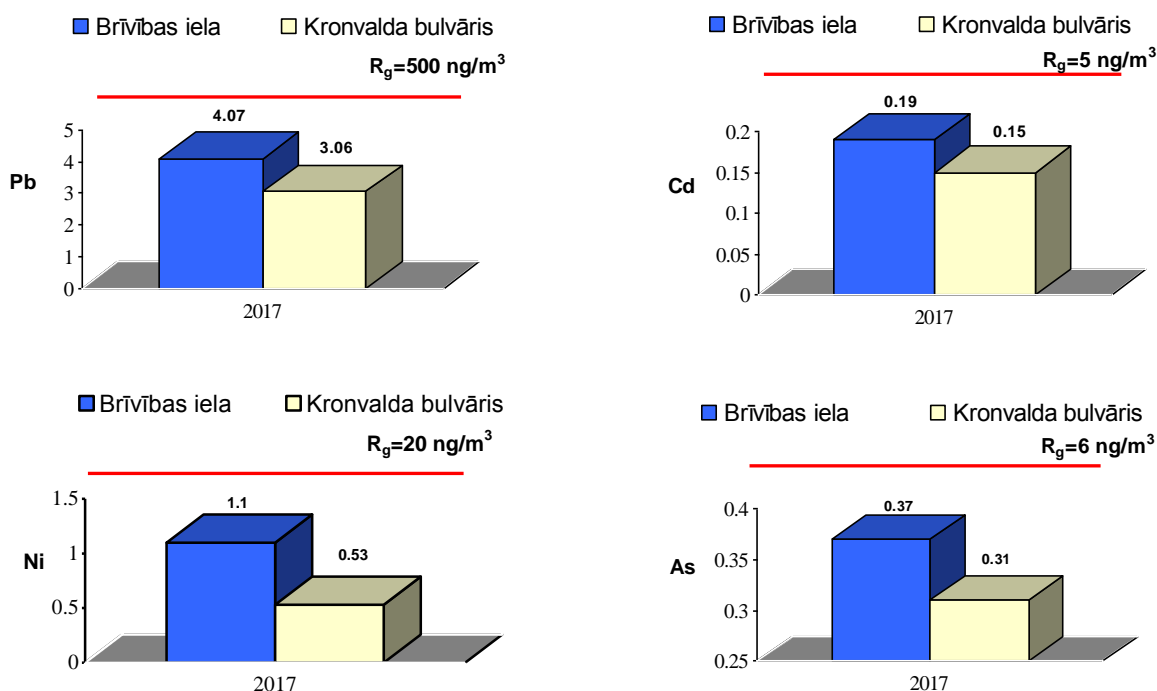 Brīvības iela Kronvalda bulvāris
Rg=500 ng/m³
4.07
3.06
5
4
3
2
1
0
Pb
2017
Brīvības iela Kronvalda bulvāris
Rg=5 ng/m³
0.19
0.15
0.2
0.15
0.1
0.05
0
Cd
2017
Brīvības iela Kronvalda bulvāris
Rg=20 ng/m³
1.1
0.53
1.5
1
0.5
0
Ni
2017
Brīvības iela Kronvalda bulvāris
Rg=6 ng/m³
0.37
0.31
0.4
0.35
0.3
0.25
As
2017